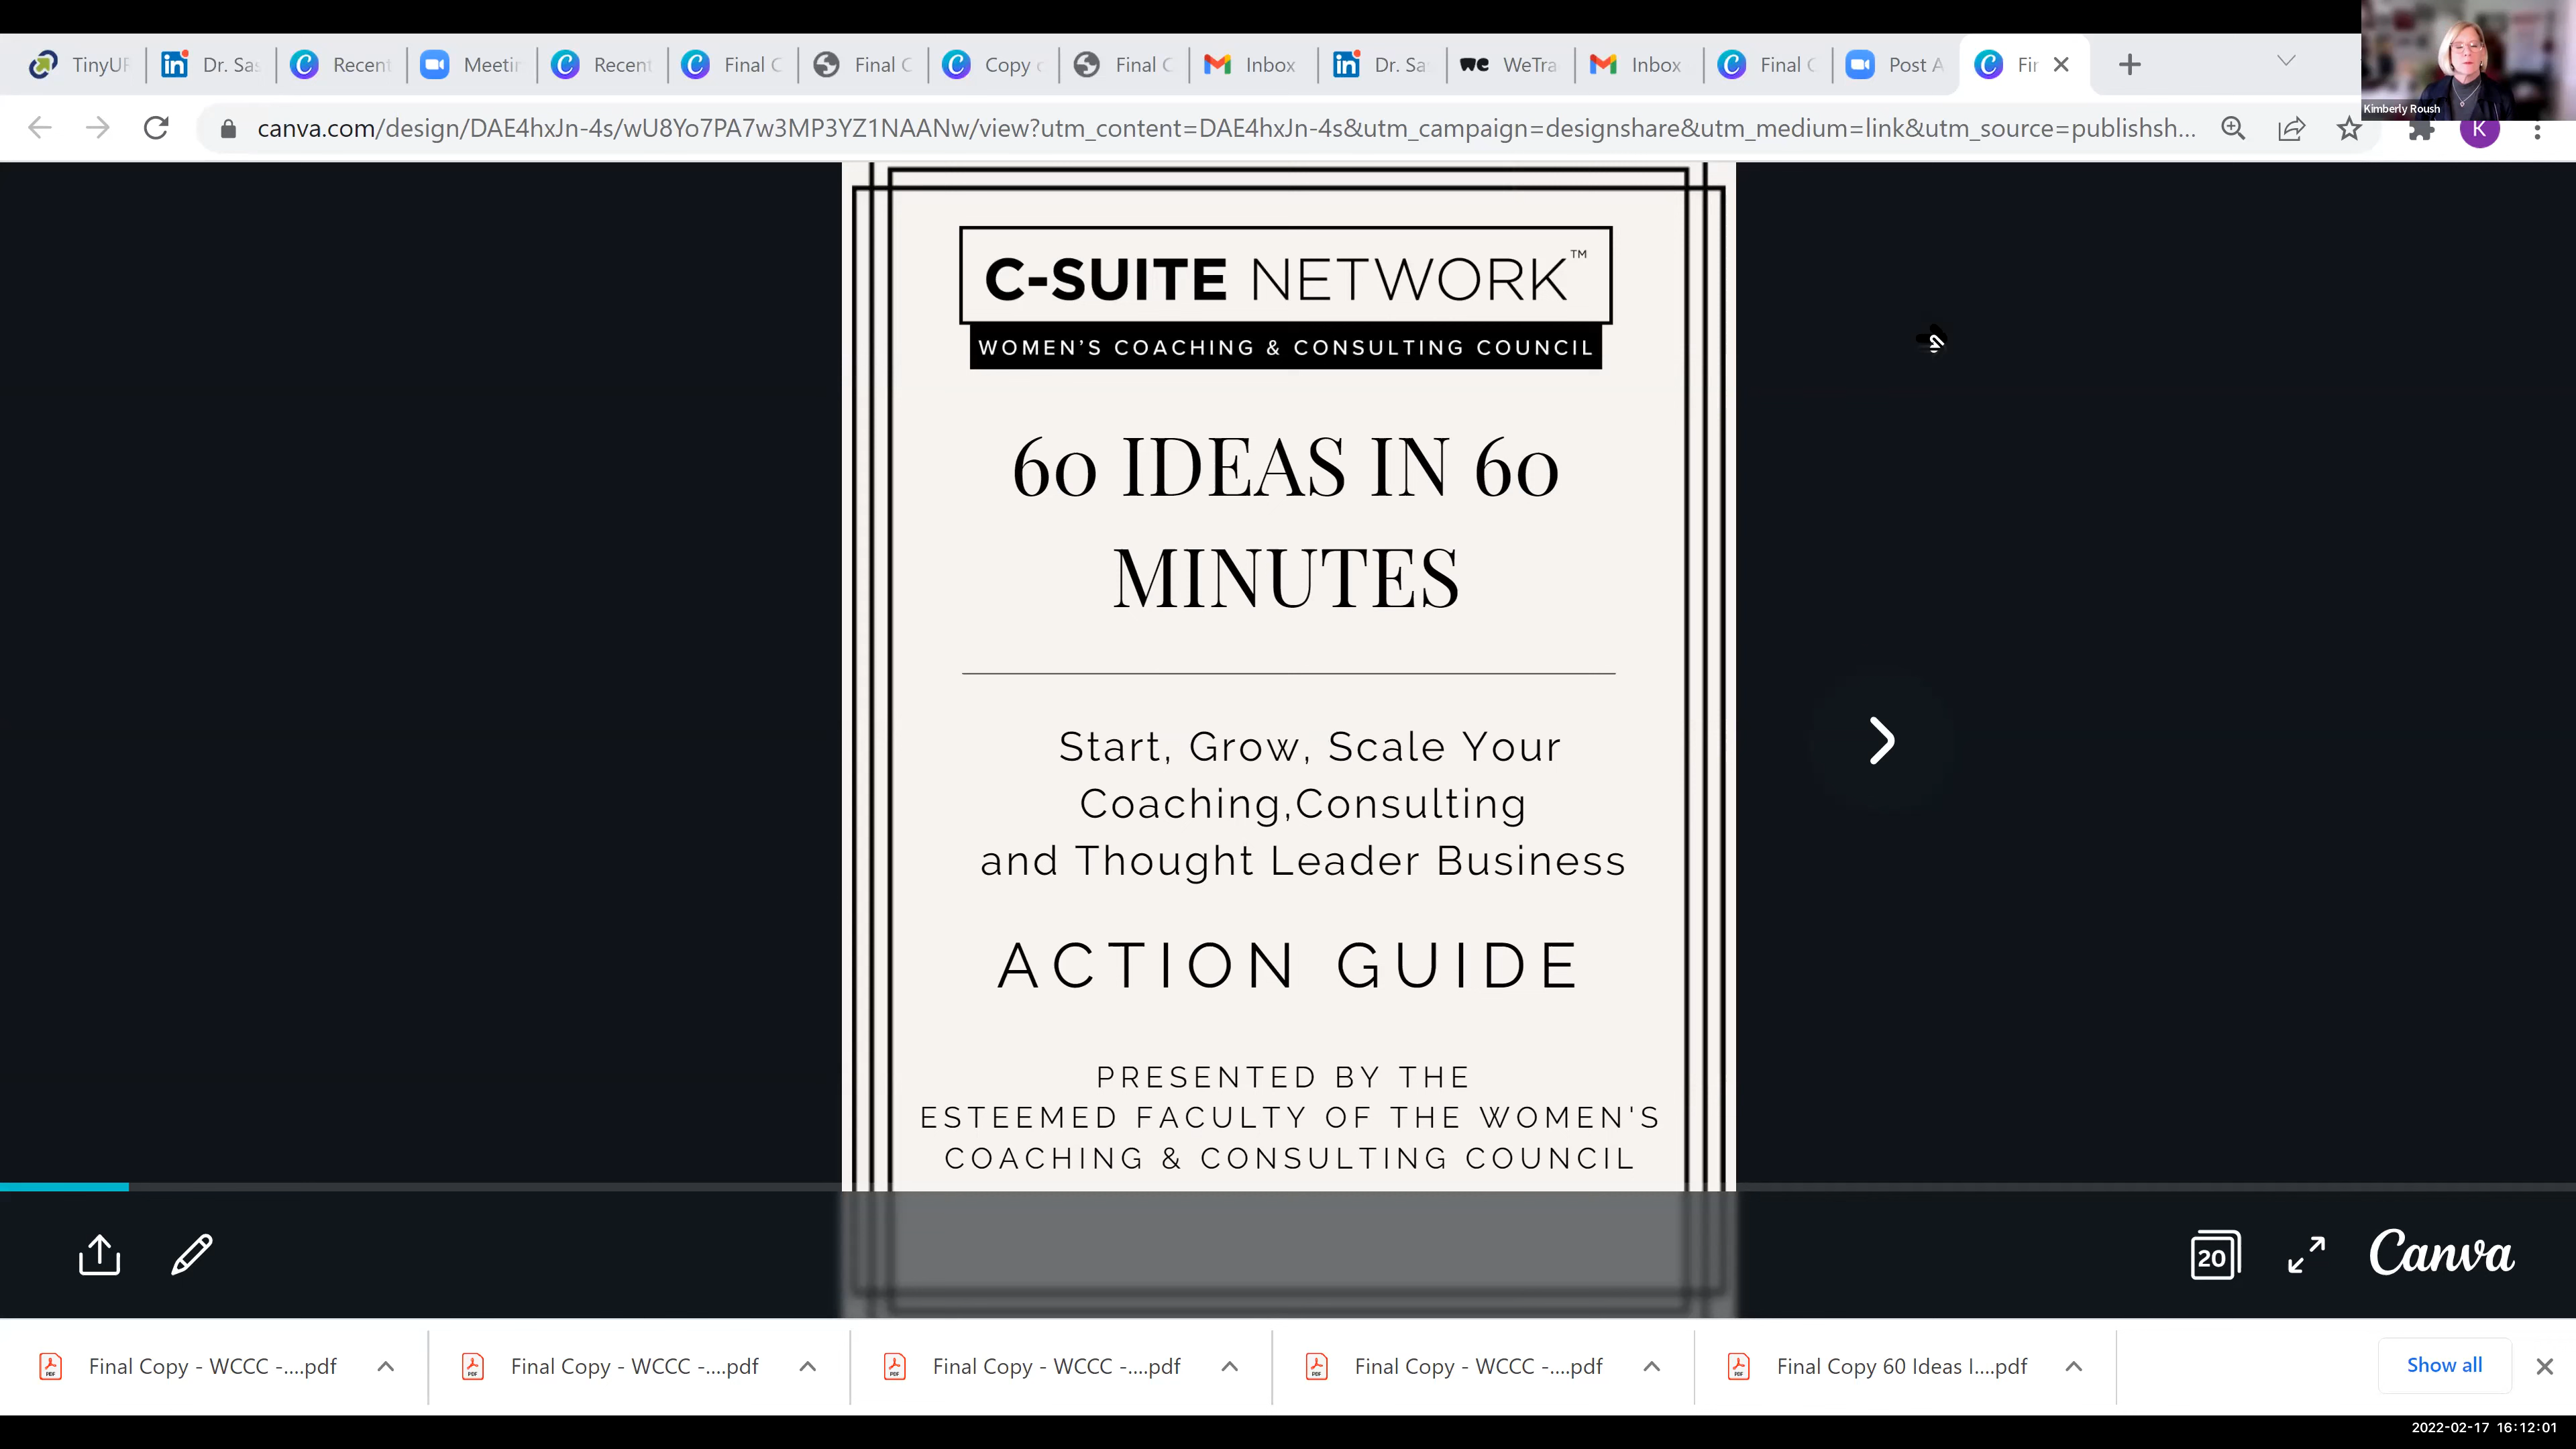 TinyUR
Dr. Sas
Recent
Meetin
Recent
Final C
Final C
Copy o
Final C
Inbox
Dr. Sa
WeTra
Inbox
Final C
Post A
Fir
Kimberly Roush
canva.com/design/DAE4hxJn-4s/wU8Yo7PA7w3MP3YZ1NAANw/view?utm_content=DAE4hxJn-4s&utm_campaign=designshare&utm_medium=link&utm_source=publishsh...
K
C-SUITE NETWORK™
WOMEN'S COACHING & CONSULTING COUNCIL
60 IDEAS IN 60
MINUTES
Start, Grow, Scale Your
Coaching,Consulting
and Thought Leader Business
ACTION GUIDE
PRESENTED BY THE
ESTEEMED FACULTY OF THE WOMEN'S
COACHING & CONSULTING COUNCIL
20
Canva
Final Copy - WCCC -....pdf
Final Copy - WCCC -....pdf
Final Copy - WCCC -....pdf
Final Copy - WCCC -....pdf
Final Copy 60 Ideas I....pdf
Show all
2022-02-17 16:12:01